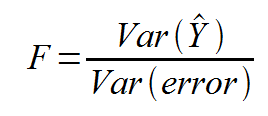 F = Var(Ŷ) / Var(error)